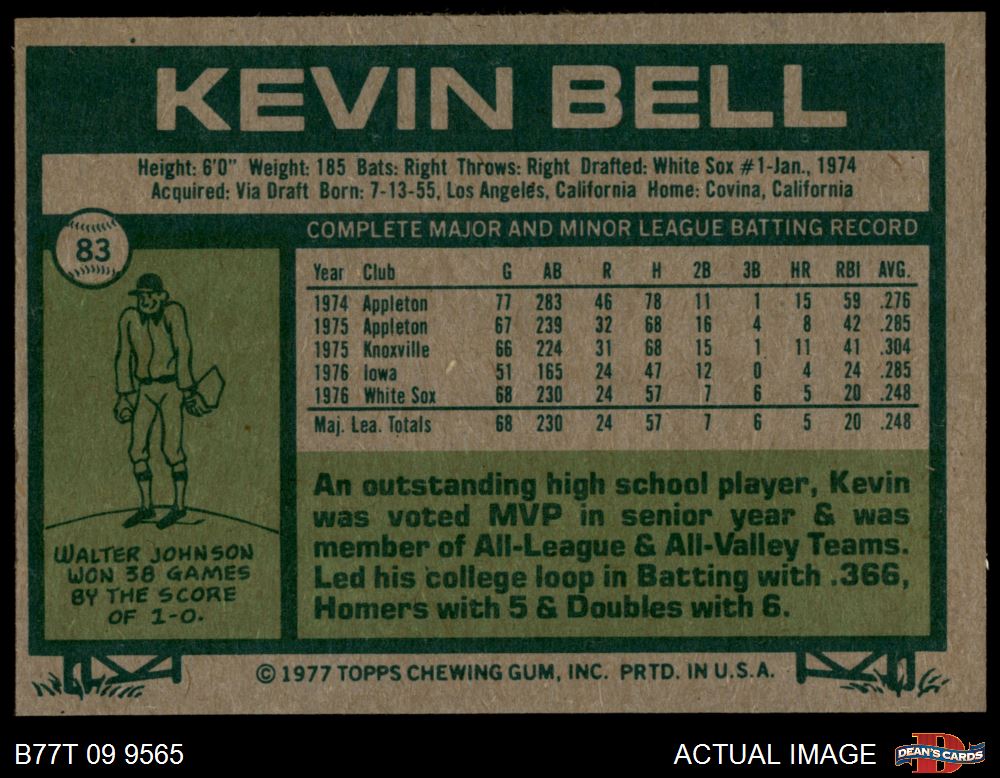 KEVIN BELL
Height: 6'0" Weight: 185 Bats: Right Throws: Right Drafted: White Sox #1-Jan., 1974
Acquired: Via Draft Born: 7-13-55, Los Angeles, California Home: Covina, California
83
COMPLETE MAJOR AND MINOR LEAGUE BATTING RECORD
Year Club G AB R H 2B 3B HR RBI AVG.
1974 Appleton 77 283 46 78 11 1 15 59 .276
1975 Appleton 67 239 32 68 16 4 8 42 .285
1975 Knoxville 66 224 31 68 15 1 11 41 .304
1976 Iowa 51 165 24 47 12 0 4 24 .285
1976 White Sox 68 230 24 57 7 6 5 20 .248
Maj. Lea. Totals 68 230 24 57 7 6 5 20 .248
WALTER JOHNSON
WON 38 GAMES
BY THE SCORE
OF 1-0.
An outstanding high school player, Kevin
was voted MVP in senior year & was
member of All-League & All-Valley Teams.
Led his college loop in Batting with .366,
Homers with 5 & Doubles with 6.
© 1977 TOPPS CHEWING GUM, INC. PRTD. IN U.S.A.
B77T 09 9565
ACTUAL IMAGE
DEAN'S CARDS